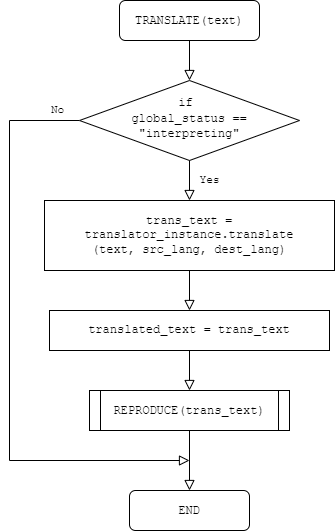 TRANSLATE(text)
if
global_status ==
"interpreting"
No
Yes
trans_text =
translator_instance.translate
(text, src_lang, dest_lang)
translated_text = trans_text
REPRODUCE(trans_text)
END